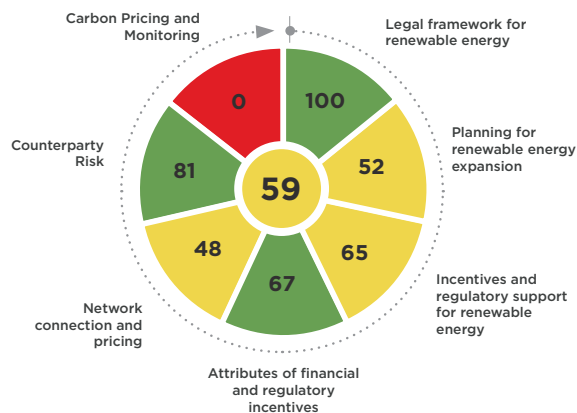 Carbon Pricing and
Monitoring
Legal framework for
renewable energy
0
100
Counterparty
Risk
Planning for
renewable energy
expansion
81
52
59
48
65
67
Network
connection and
pricing
Incentives and
regulatory support
for renewable
energy
Attributes of financial
and regulatory
incentives